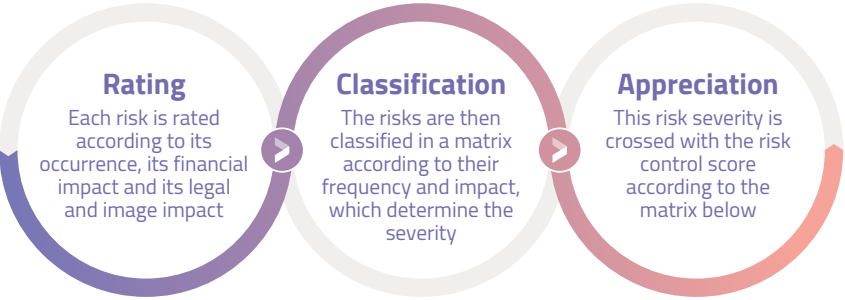 Rating
Each risk is rated
according to its
occurrence, its financial
impact and its legal
and image impact
Classification
The risks are then
classified in a matrix
according to their
frequency and impact,
which determine the
severity
Appreciation
This risk severity is
crossed with the risk
control score
according to the
matrix below